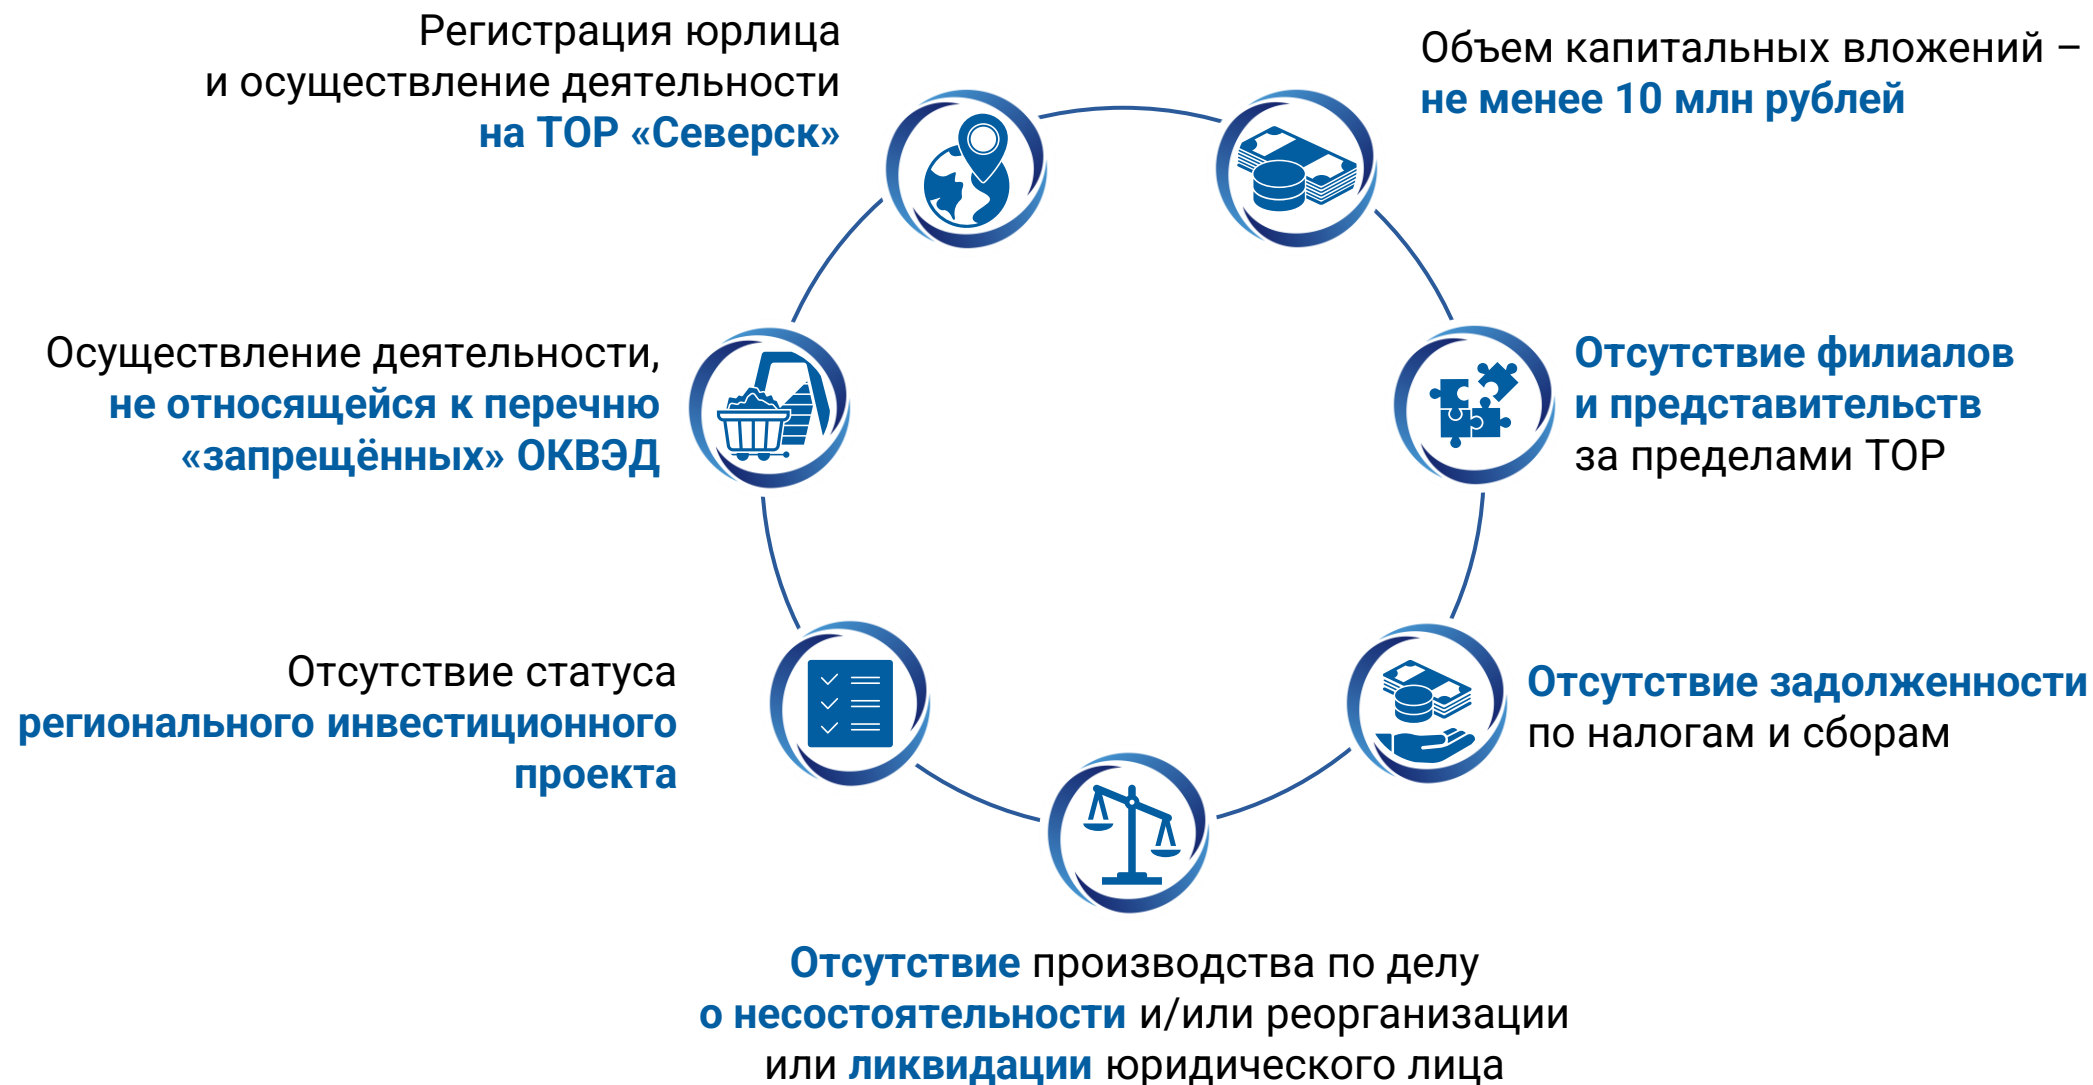 Регистрация юрлица
и осуществление деятельности
на ТОР «Северск»
Объем капитальных вложений –
не менее 10 млн рублей
Осуществление деятельности,
не относящейся к перечню
«запрещённых» ОКВЭД
Отсутствие филиалов
и представительств
за пределами ТОР
Отсутствие статуса
регионального инвестиционного
проекта
Отсутствие задолженности
по налогам и сборам
Отсутствие производства по делу
о несостоятельности и/или реорганизации
или ликвидации юридического лица